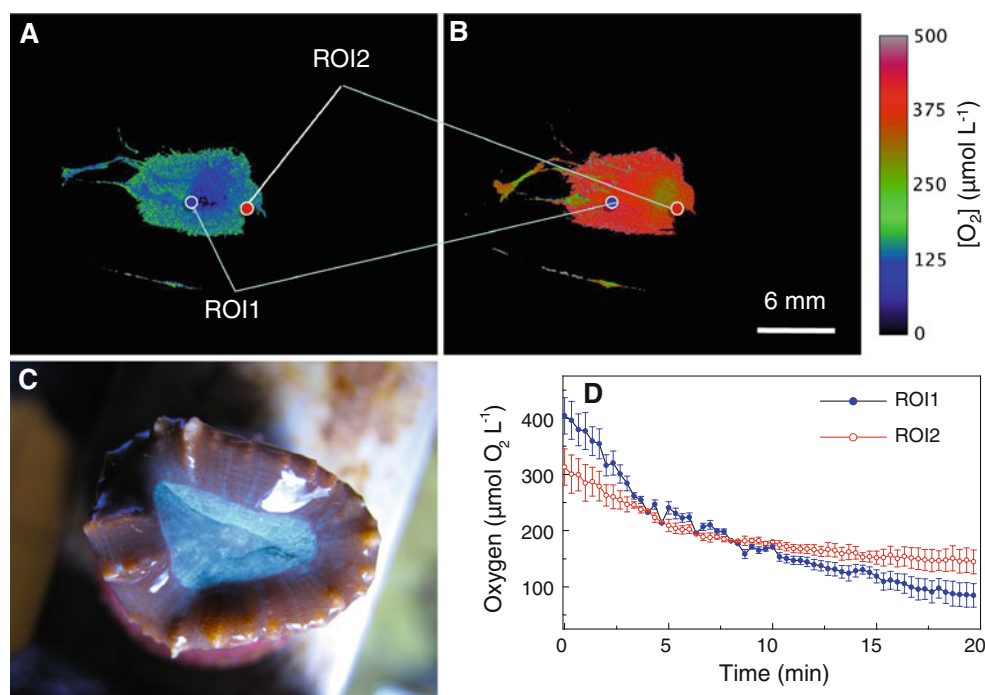 A
B
ROI2
ROI1
6 mm
500
375
250
125
0
[O₂] (µmol L⁻¹)
C
D
ROI1
ROI2
400
300
200
100
Oxygen (µmol O₂ L⁻¹)
0
5
10
15
20
Time (min)